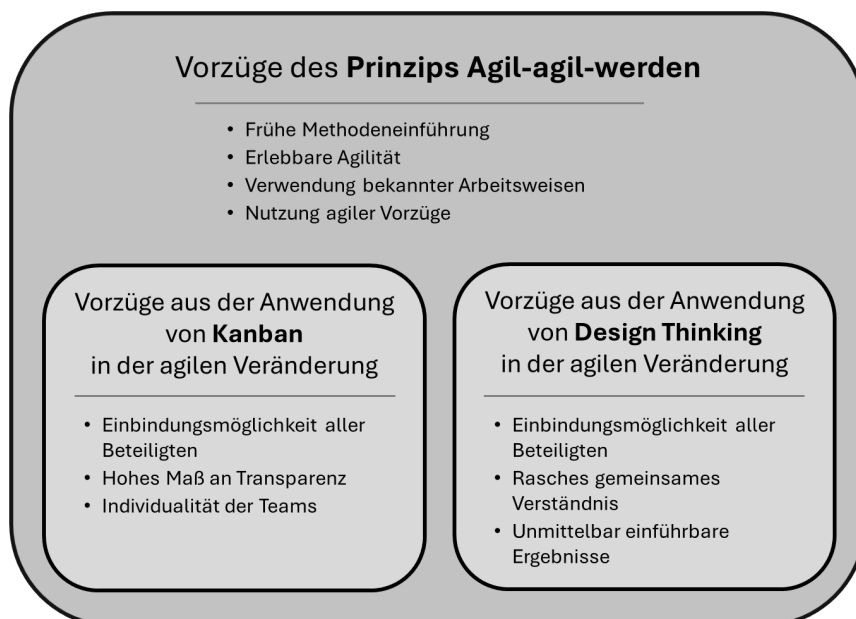 Vorzüge des Prinzips Agil-agil-werden
• Frühe Methodeneinführung
• Erlebbare Agilität
• Verwendung bekannter Arbeitsweisen
• Nutzung agiler Vorzüge
Vorzüge aus der Anwendung
von Kanban
in der agilen Veränderung
• Einbindungsmöglichkeit aller
Beteiligten
• Hohes Maß an Transparenz
• Individualität der Teams
Vorzüge aus der Anwendung
von Design Thinking
in der agilen Veränderung
• Einbindungsmöglichkeit aller
Beteiligten
• Rasches gemeinsames
Verständnis
• Unmittelbar einführbare
Ergebnisse